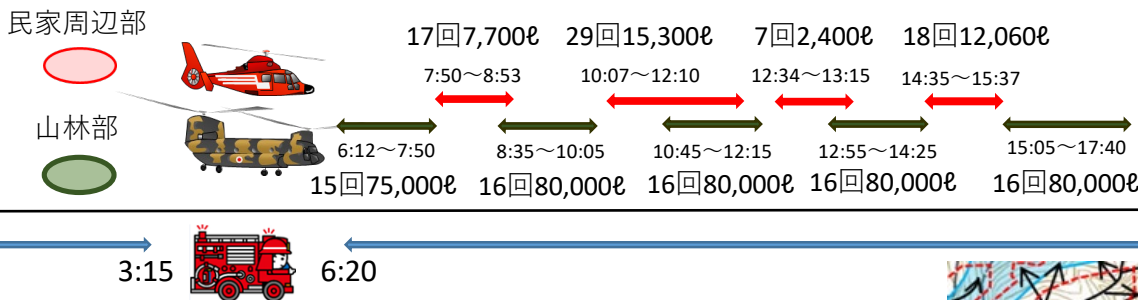 民家周辺部
17回7,700ℓ 29回15,300ℓ 7回2,400ℓ 18回12,060ℓ
7:50～8:53 10:07～12:10 12:34～13:15 14:35～15:37
山林部
6:12～7:50 8:35～10:05 10:45～12:15 12:55～14:25 15:05～17:40
15回75,000ℓ 16回80,000ℓ 16回80,000ℓ 16回80,000ℓ 16回80,000ℓ
3:15 6:20